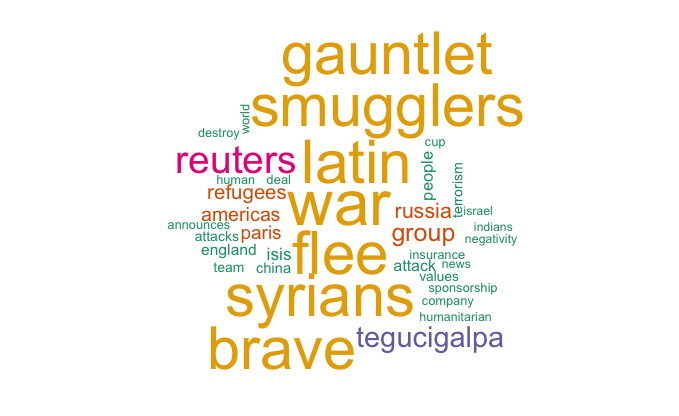 gauntlet
smugglers
world
destroy
latin
cup
reuters
people
human deal
terrorism
refugees
war
americas
russia
israel
announces
paris
group
indians
attacks
negativity
england
isis
flee
insurance
team
china
attack
news
values
syrians
sponsorship
company
humanitarian
brave
tegucigalpa